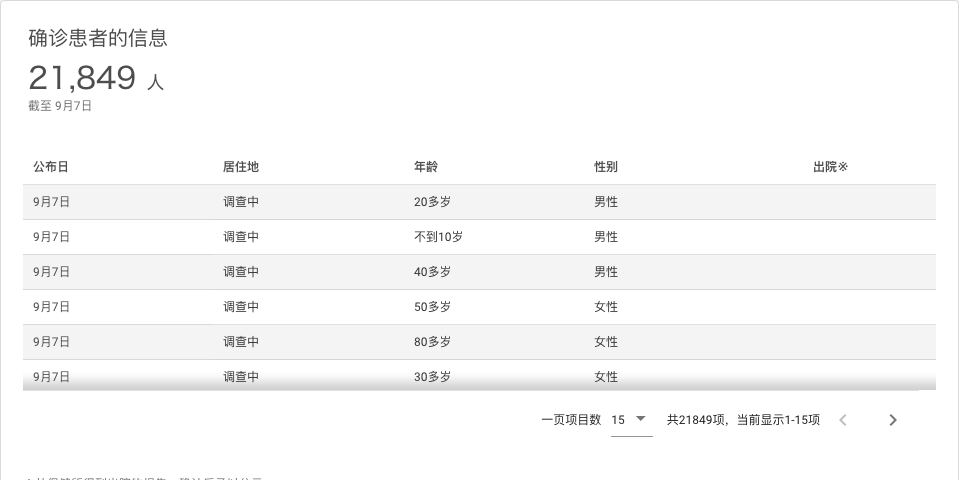 确诊患者的信息
21,849 人
截至 9月7日
公布日 居住地 年龄 性别 出院※
9月7日 调查中 20多岁 男性
9月7日 调查中 不到10岁 男性
9月7日 调查中 40多岁 男性
9月7日 调查中 50多岁 女性
9月7日 调查中 80多岁 女性
9月7日 调查中 30多岁 女性
一页项目数 15 共21849项，当前显示1-15项